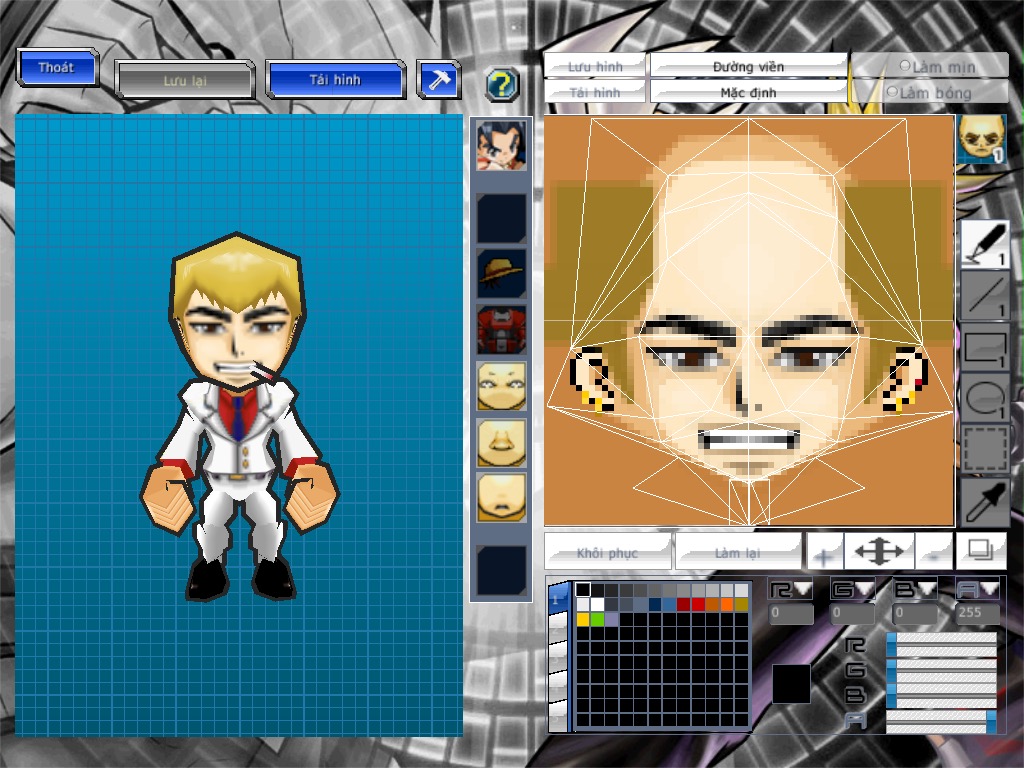 Thoát
Lưu lại
Tải hình
?
Lưu hình
Đường viền
Làm mịn
Tải hình
Mặc định
Làm bóng
1
1
1
1
1
Khôi phục
Làm lại
1
R
G
B
A
0
0
0
255
R
G
B
A